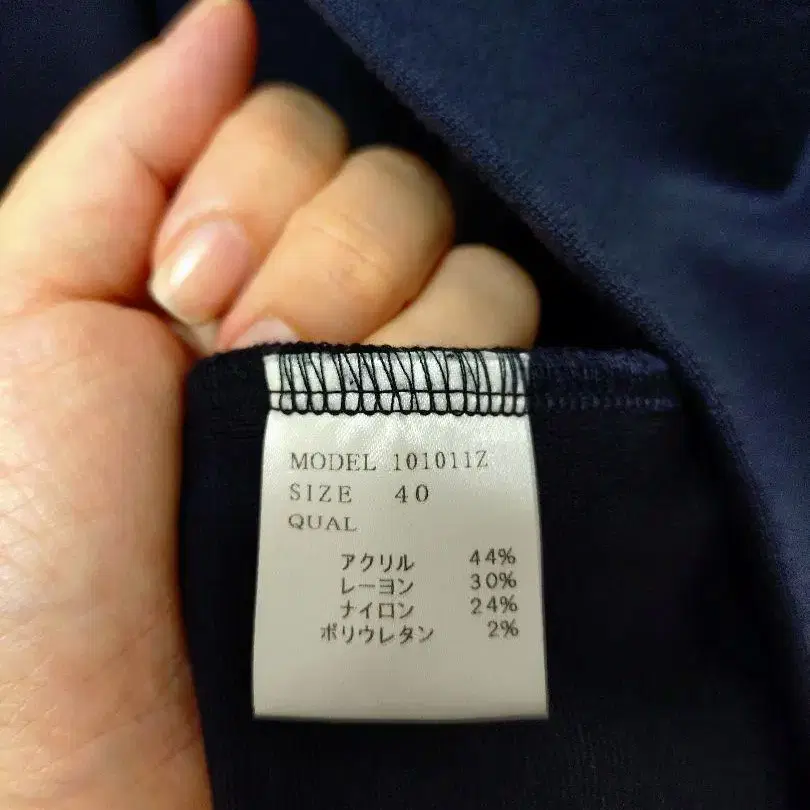 MODEL 101011Z
SIZE 40
QUAL
アクリル 44%
レーヨン 30%
ナイロン 24%
ポリウレタン 2%